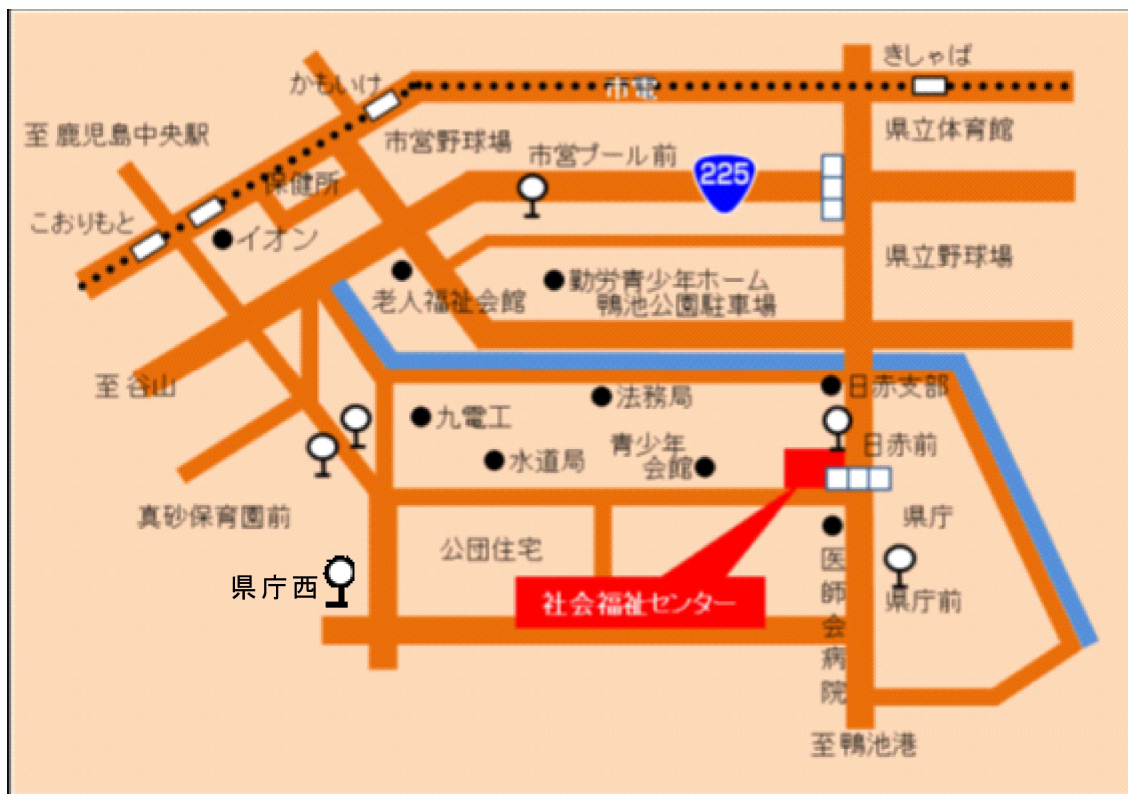 きしゃば
かもいけ
市電
至 鹿児島中央駅
市営野球場
県立体育館
市営プール前
保健所
225
こおりもと
イオン
県立野球場
老人福祉会館
勤労青少年ホーム
鴨池公園駐車場
至 谷山
日赤支部
法務局
九電工
青少年
会館
日赤前
水道局
真砂保育園前
県庁
公団住宅
医師会病院
県庁西
社会福祉センター
県庁前
至 鴨池港